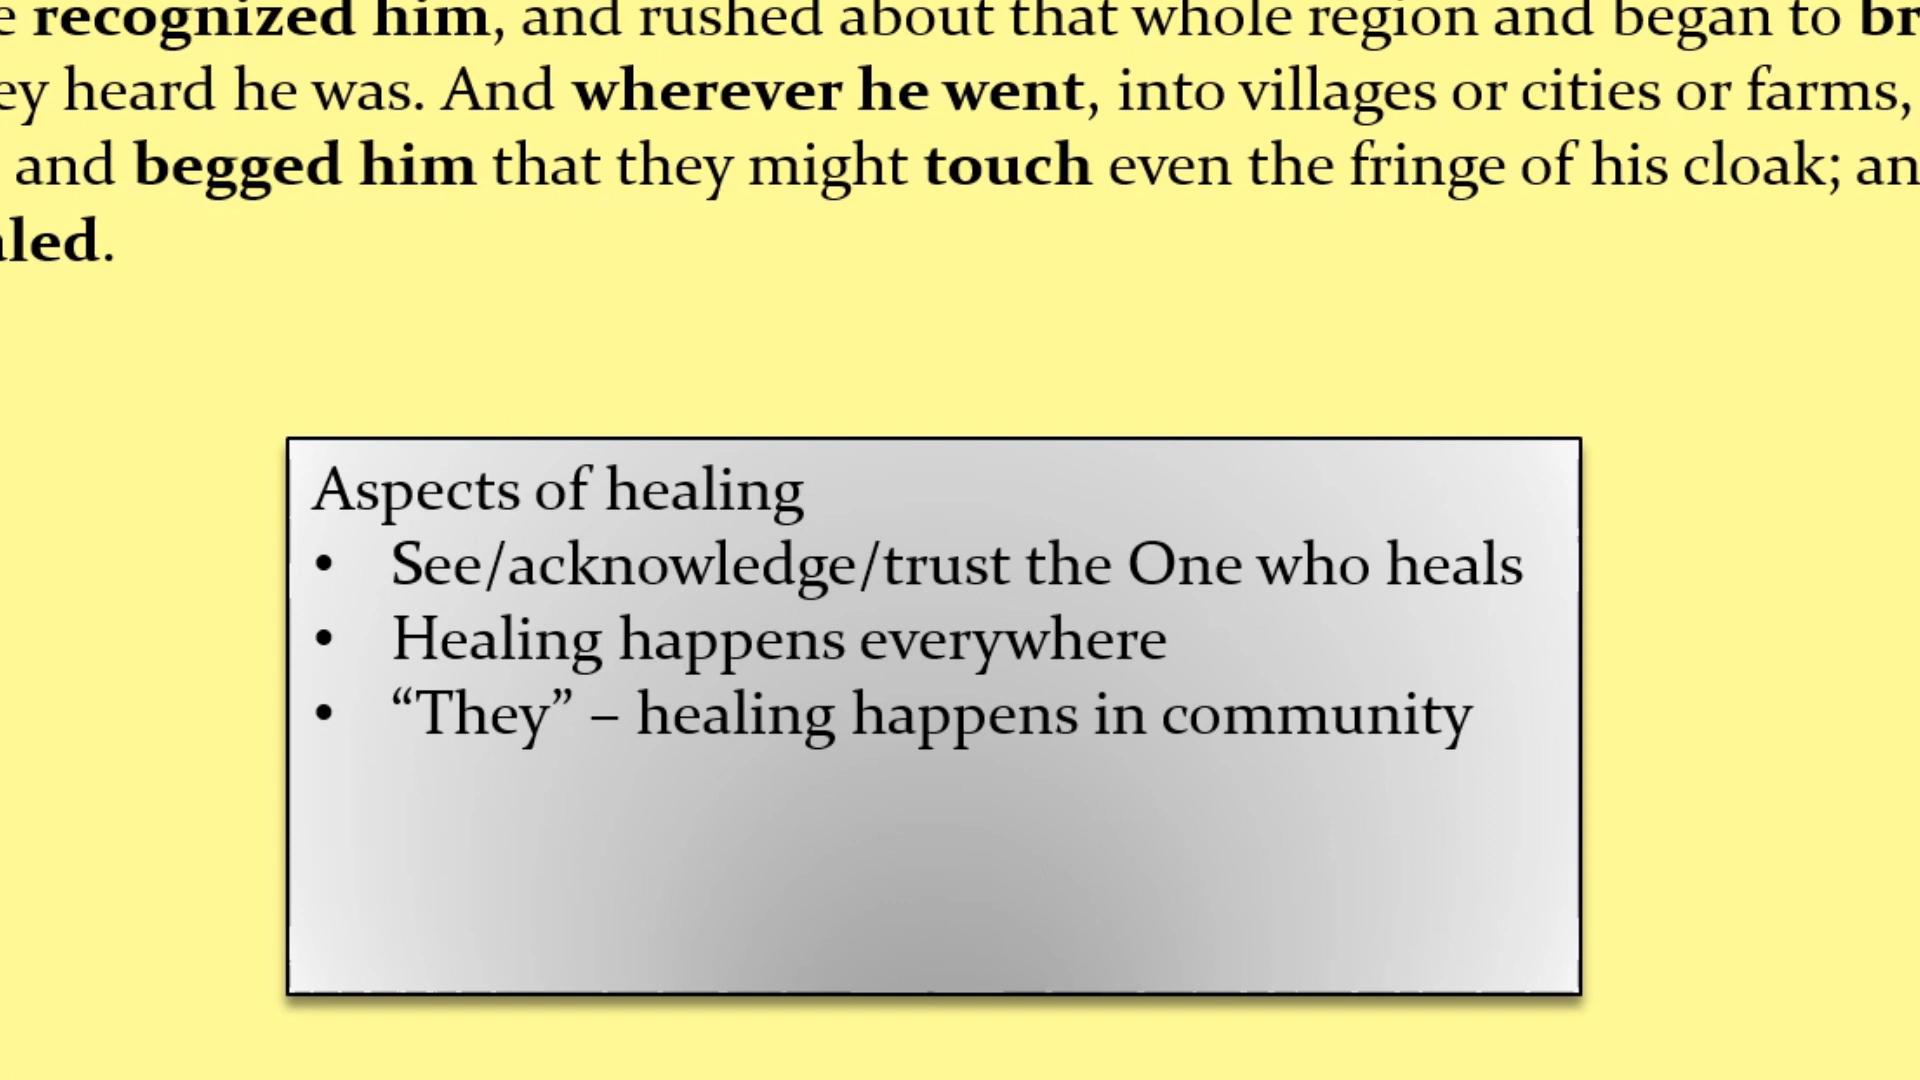 recognized him, and rushed about that whole region and began to
heard he was. And wherever he went, into villages or cities or farms,
and begged him that they might touch even the fringe of his cloak;
Aspects of healing
• See/acknowledge/trust the One who heals
• Healing happens everywhere
• “They” – healing happens in community